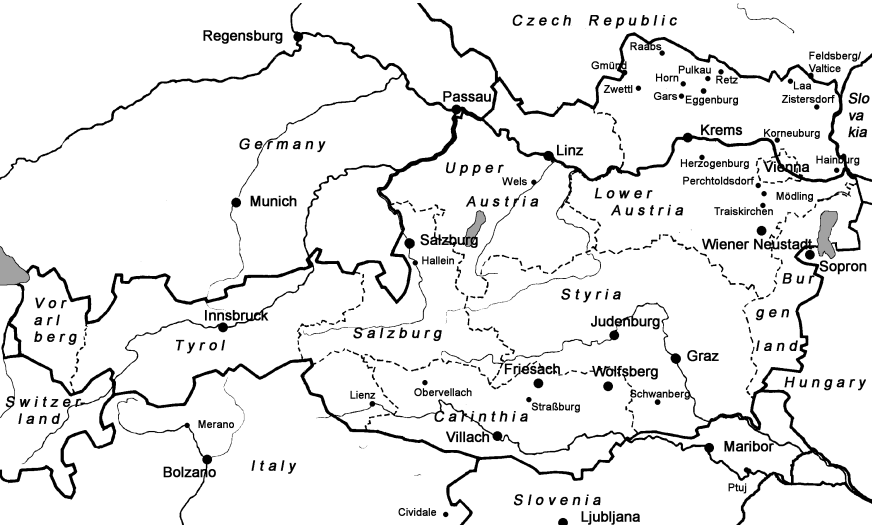 Czech Republic
Regensburg
Raabs
Feldsberg/
Valtice
Gmünd
Pulkau
Horn
Retz
Laa
Zwettl
Gars
Eggenburg
Zistersdorf
Passau
Slo
va
kia
Krems
Korneuburg
Germany
Linz
Herzogenburg
Vienna
Hainburg
Upper
Austria
Wels
Perchtoldsdorf
Lower
Austria
Mödling
Munich
Traiskirchen
Salzburg
Wiener Neustadt
Hallein
Sopron
Bur
gen
land
Styria
Vor
arl
berg
Innsbruck
Judenburg
Salzburg
Tyrol
Graz
Friesach
Wolfsberg
Hungary
Obervellach
Lienz
Schwanberg
Straßburg
Switzer
land
Carinthia
Merano
Villach
Maribor
Bolzano
Italy
Ptuj
Slovenia
Cividale
Ljubljana